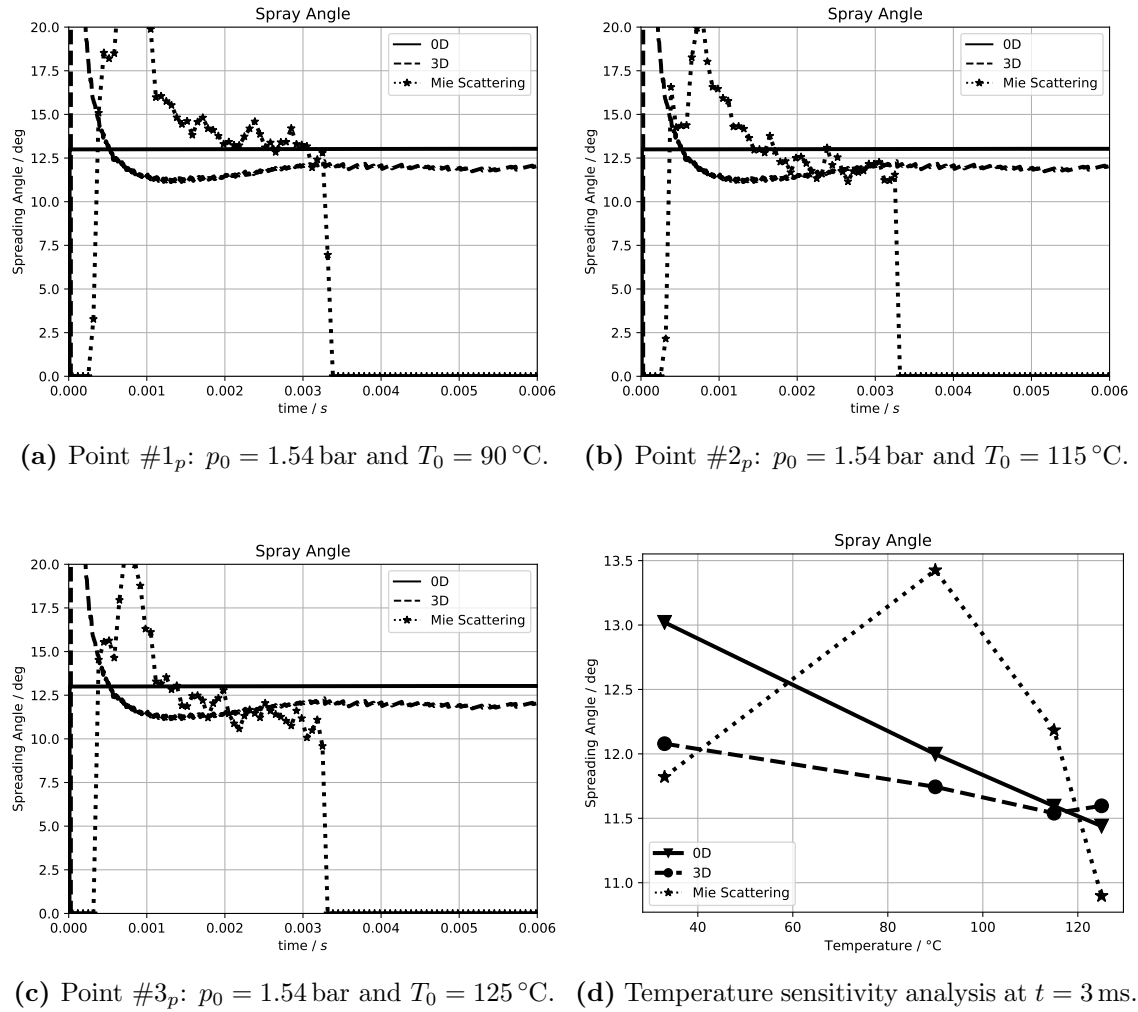 Spray Angle
20.0
17.5
15.0
12.5
10.0
7.5
5.0
2.5
0.0
Spreading Angle / deg
0D
3D
Mie Scattering
0.000 0.001 0.002 0.003 0.004 0.005 0.006
time / s
(a) Point #1p: p0 = 1.54 bar and T0 = 90 °C.
Spray Angle
20.0
17.5
15.0
12.5
10.0
7.5
5.0
2.5
0.0
Spreading Angle / deg
0D
3D
Mie Scattering
0.000 0.001 0.002 0.003 0.004 0.005 0.006
time / s
(b) Point #2p: p0 = 1.54 bar and T0 = 115 °C.
Spray Angle
20.0
17.5
15.0
12.5
10.0
7.5
5.0
2.5
0.0
Spreading Angle / deg
0D
3D
Mie Scattering
0.000 0.001 0.002 0.003 0.004 0.005 0.006
time / s
(c) Point #3p: p0 = 1.54 bar and T0 = 125 °C.
Spray Angle
13.5
13.0
12.5
12.0
11.5
11.0
Spreading Angle / deg
0D
3D
Mie Scattering
40 60 80 100 120
Temperature / °C
(d) Temperature sensitivity analysis at t = 3 ms.